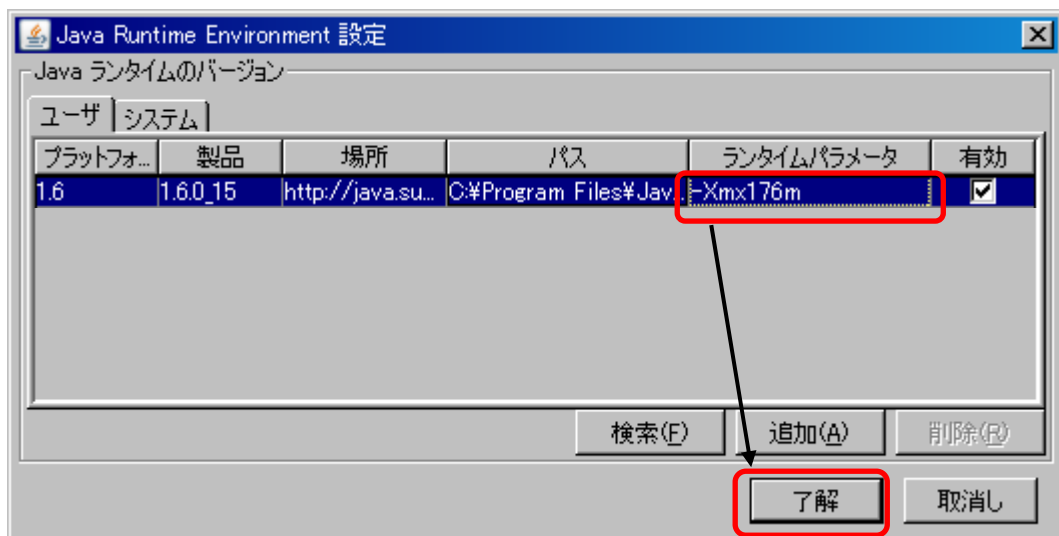 Java Runtime Environment 設定
Java ランタイムのバージョン
ユーザ システム
プラットフォ... 製品 場所 パス ランタイムパラメータ 有効
1.6 1.6.0_15 http://java.su... C:¥Program Files¥Jav... -Xmx176m
検索(F) 追加(A) 削除(R)
了解 取消し